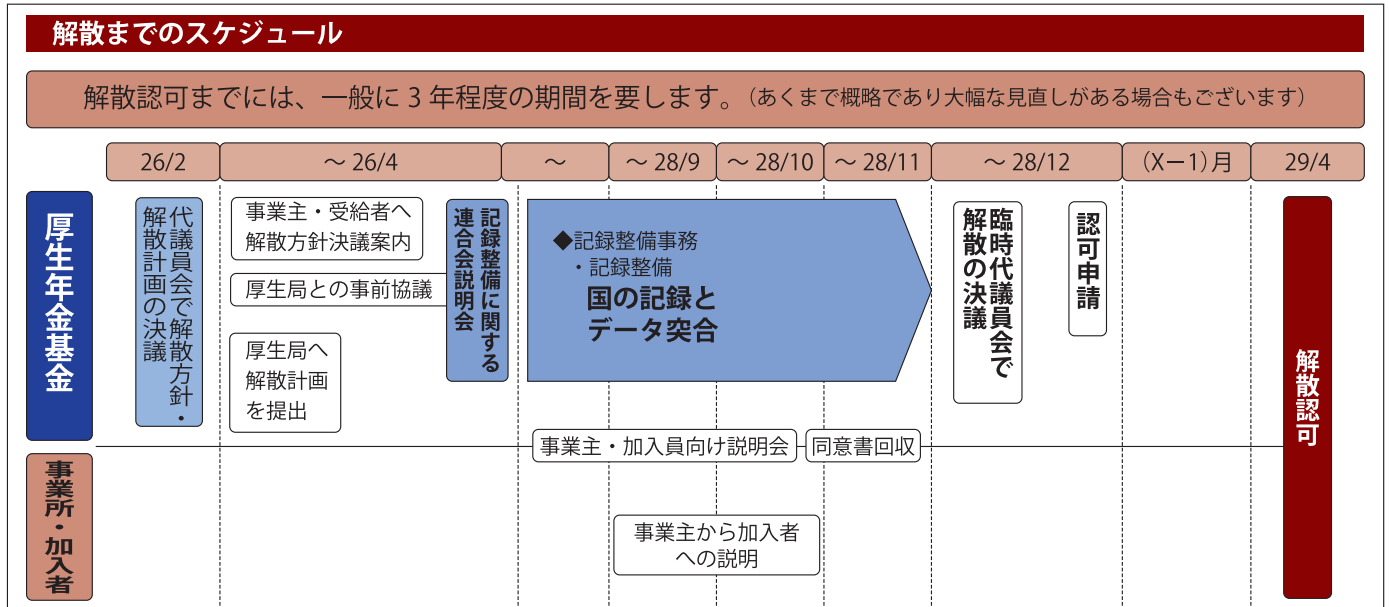 解散までのスケジュール
解散認可までには、一般に3年程度の期間を要します。（あくまで概略であり大幅な見直しがある場合もございます）
26/2
～26/4
～
～28/9
～28/10
～28/11
～28/12
（X－1）月
29/4
厚生年金基金
代議員会で解散方針・
解散計画の決議
事業主・受給者へ
解散方針決議案内
厚生局との事前協議
厚生局へ
解散計画
を提出
記録整備に関する
連合会説明会
◆記録整備事務
・記録整備
国の記録と
データ突合
臨時代議員会で
解散の決議
認可申請
解散認可
事業主・加入員向け説明会
同意書回収
事業所・加入者
事業主から加入者
への説明